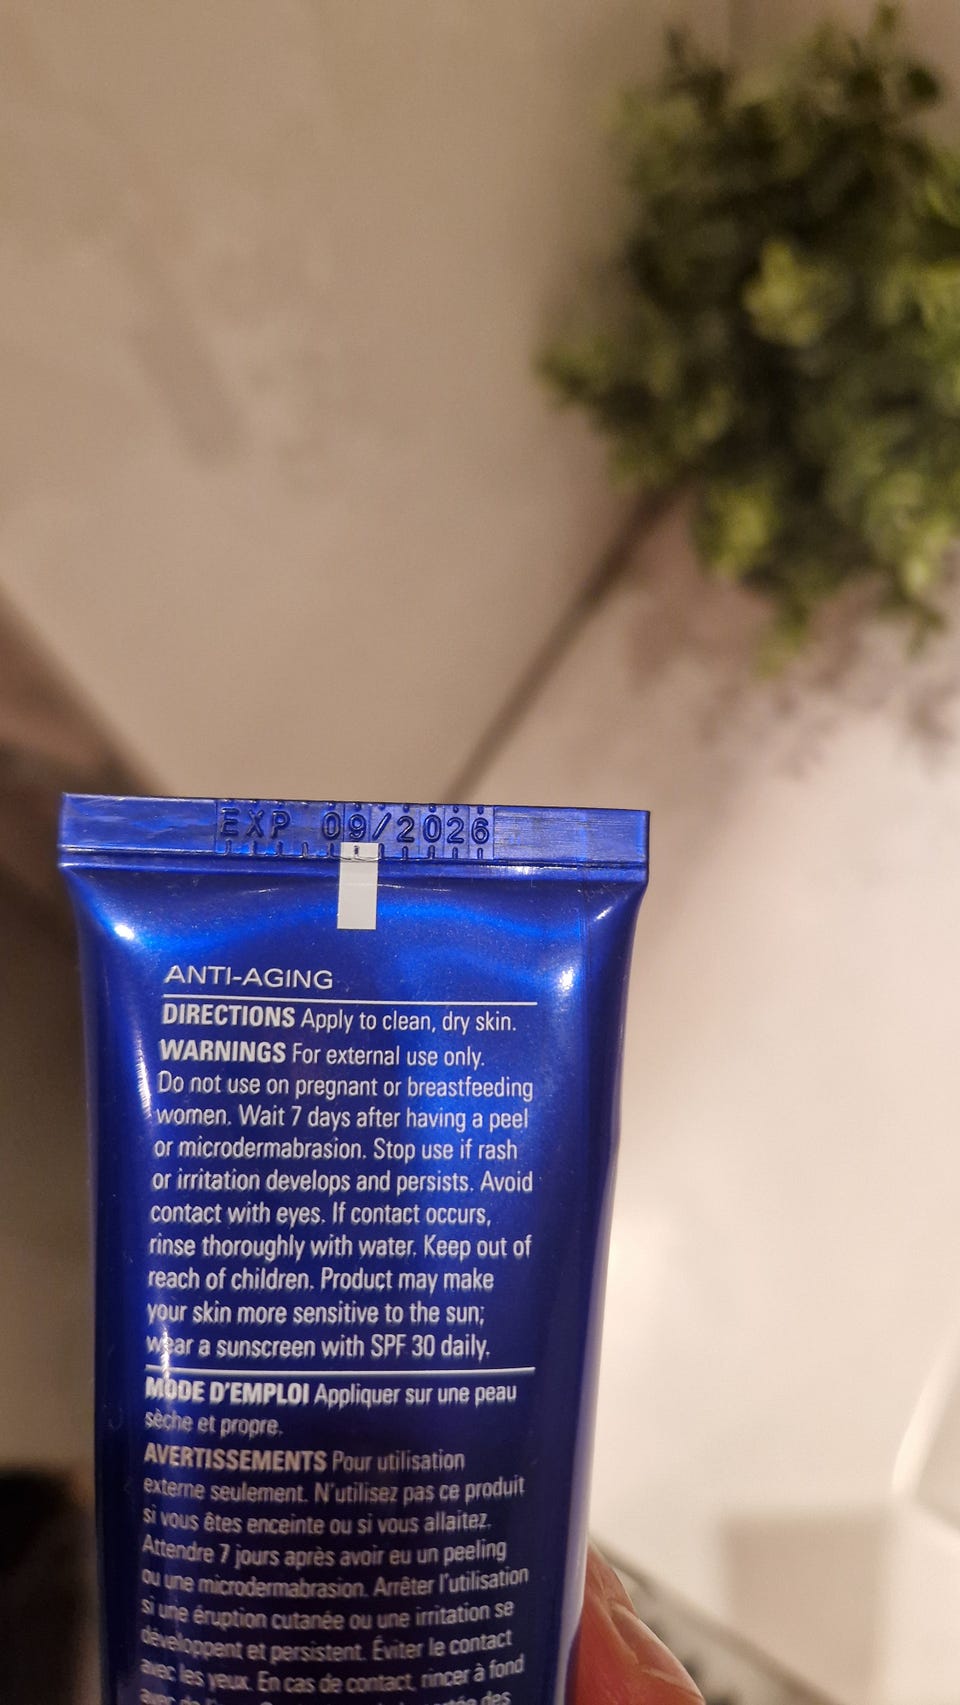 EXP 09/2026
ANTI-AGING
DIRECTIONS Apply to clean, dry skin.
WARNINGS For external use only.
Do not use on pregnant or breastfeeding
women. Wait 7 days after having a peel
or microdermabrasion. Stop use if rash
or irritation develops and persists. Avoid
contact with eyes. If contact occurs,
rinse thoroughly with water. Keep out of
reach of children. Product may make
your skin more sensitive to the sun;
wear a sunscreen with SPF 30 daily.
MODE D'EMPLOI Appliquer sur une peau
sèche et propre.
AVERTISSEMENTS Pour utilisation
externe seulement. N'utilisez pas ce produit
si vous êtes enceinte ou si vous allaitez.
Attendre 7 jours après avoir eu un peeling
ou une microdermabrasion. Arrêter l'utilisation
si une éruption cutanée ou une irritation se
développent et persistent. Éviter le contact
avec les yeux. En cas de contact, rincer à fond